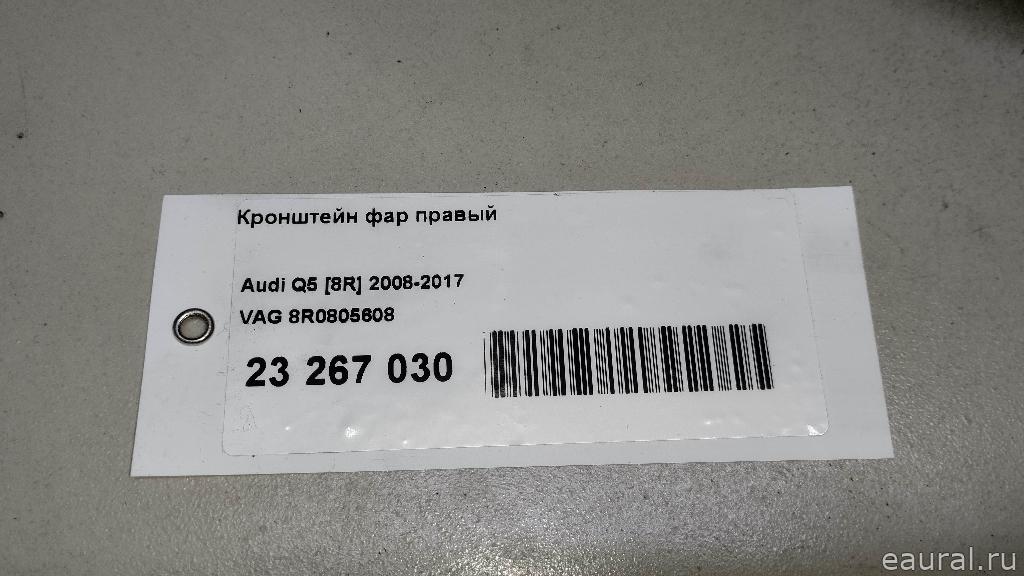 Кронштейн фар правый
Audi Q5 [8R] 2008-2017
VAG 8R0805608
23 267 030
eaural.ru